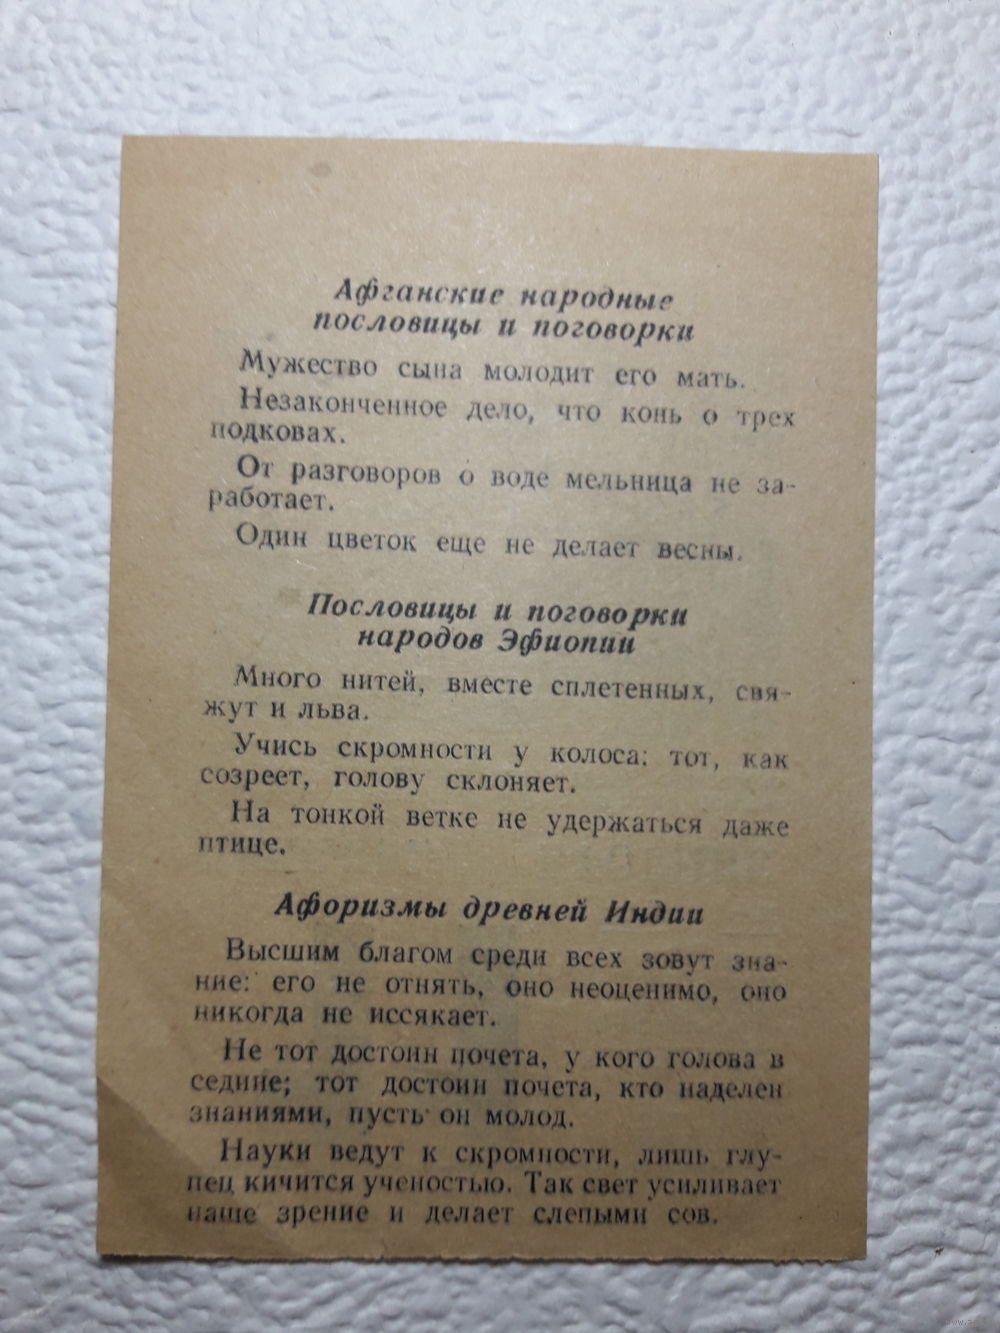 Афганские народные
пословицы и поговорки
Мужество сына молодит его мать.
Незаконченное дело, что конь о трех
подковах.
От разговоров о воде мельница не за-
работает.
Один цветок еще не делает весны.
Пословицы и поговорки
народов Эфиопии
Много нитей, вместе сплетенных, свя-
жут и льва.
Учись скромности у колоса: тот, как
созреет, голову склоняет.
На тонкой ветке не удержаться даже
птице.
Афоризмы древней Индии
Высшим благом среди всех зовут зна-
ние: его не отнять, оно неоценимо, оно
никогда не иссякает.
Не тот достоин почета, у кого голова в
седине; тот достоин почета, кто наделен
знаниями, пусть он молод.
Науки ведут к скромности, лишь глу-
пец кичится ученостью. Так свет усиливает
наше зрение и делает слепыми сов.